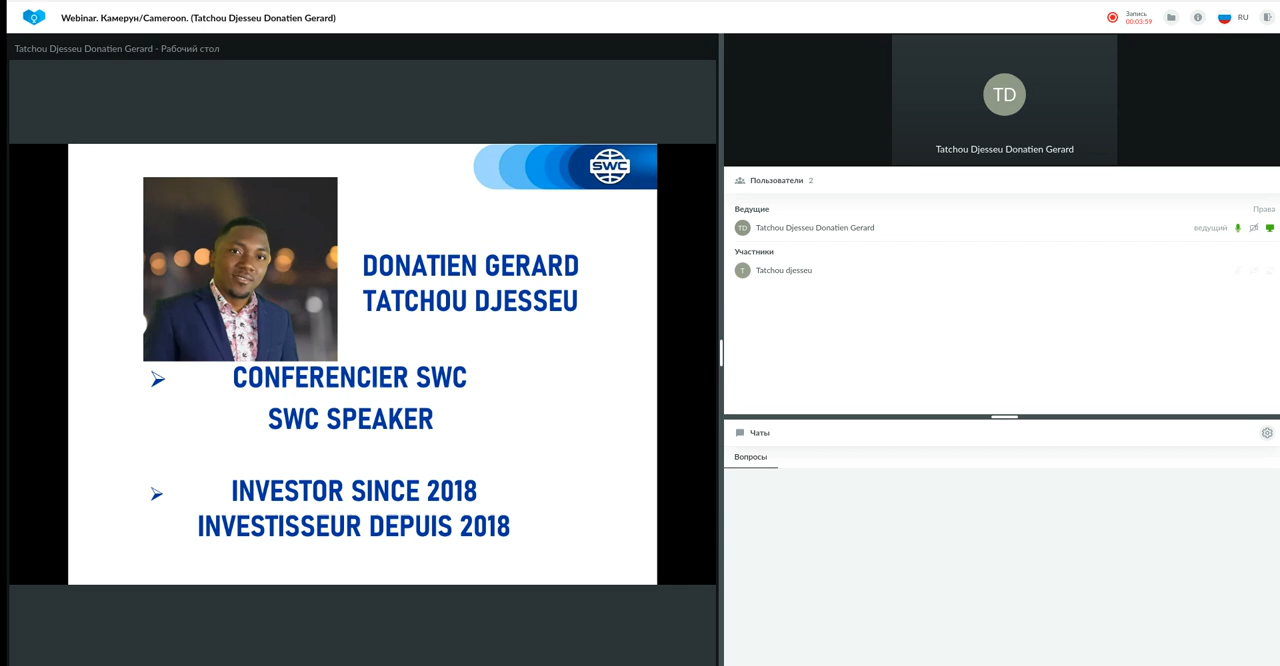 Webinar. Камерун/Cameroon. (Tatchou Djesseu Donatien Gerard)
Запись
00:03:59
RU
Tatchou Djesseu Donatien Gerard - Рабочий стол
SWC
DONATIEN GERARD
TATCHOU DJESSEU
CONFERENCIER SWC
SWC SPEAKER
INVESTOR SINCE 2018
INVESTISSEUR DEPUIS 2018
TD
Tatchou Djesseu Donatien Gerard
Пользователи 2
Ведущие Права
TD Tatchou Djesseu Donatien Gerard ведущий
Участники
T Tatchou djesseu
Чаты
Вопросы